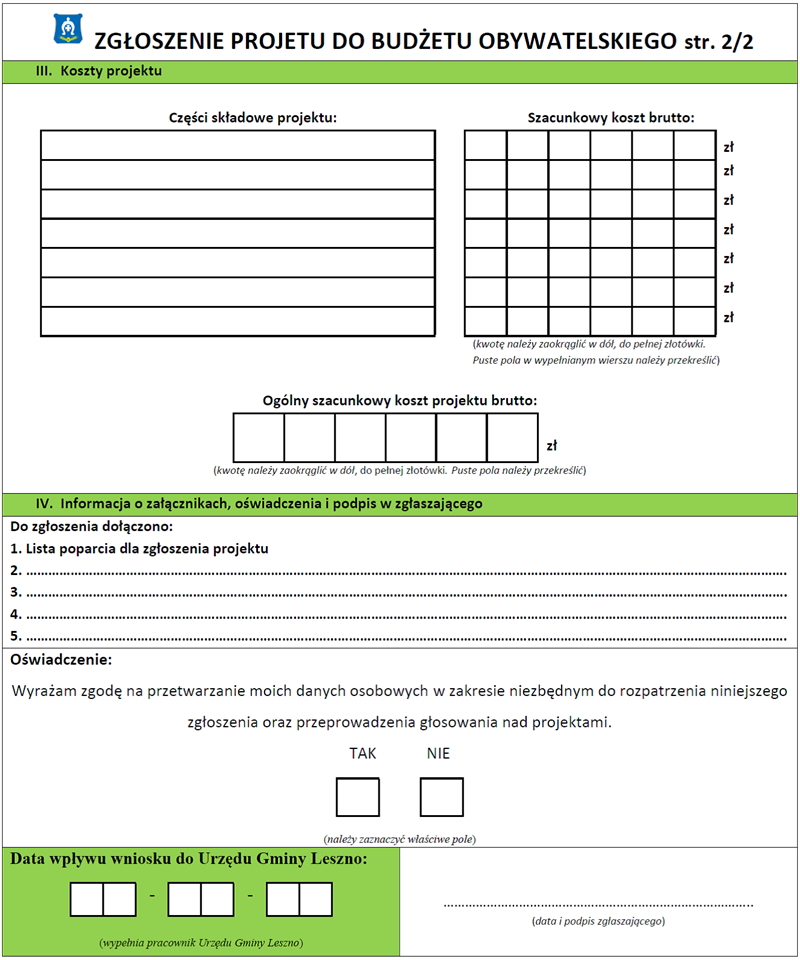 ZGŁOSZENIE PROJETU DO BUDŻETU OBYWATELSKIEGO str. 2/2
III. Koszty projektu
Części składowe projektu:
Szacunkowy koszt brutto:
zł
zł
zł
zł
zł
zł
zł
(kwotę należy zaokrąglić w dół, do pełnej złotówki.
Puste pola w wypełnianym wierszu należy przekreślić)
Ogólny szacunkowy koszt projektu brutto:
zł
(kwotę należy zaokrąglić w dół, do pełnej złotówki. Puste pola należy przekreślić)
IV. Informacja o załącznikach, oświadczenia i podpis w zgłaszającego
Do zgłoszenia dołączono:
1. Lista poparcia dla zgłoszenia projektu
2. ……………………………………………………………………………………………………………
3. ……………………………………………………………………………………………………………
4. ……………………………………………………………………………………………………………
5. ……………………………………………………………………………………………………………
Oświadczenie:
Wyrażam zgodę na przetwarzanie moich danych osobowych w zakresie niezbędnym do rozpatrzenia niniejszego
zgłoszenia oraz przeprowadzenia głosowania nad projektami.
TAK NIE
(należy zaznaczyć właściwe pole)
Data wpływu wniosku do Urzędu Gminy Leszno:
- -
(wypełnia pracownik Urzędu Gminy Leszno)
…………………………………………………..
(data i podpis zgłaszającego)